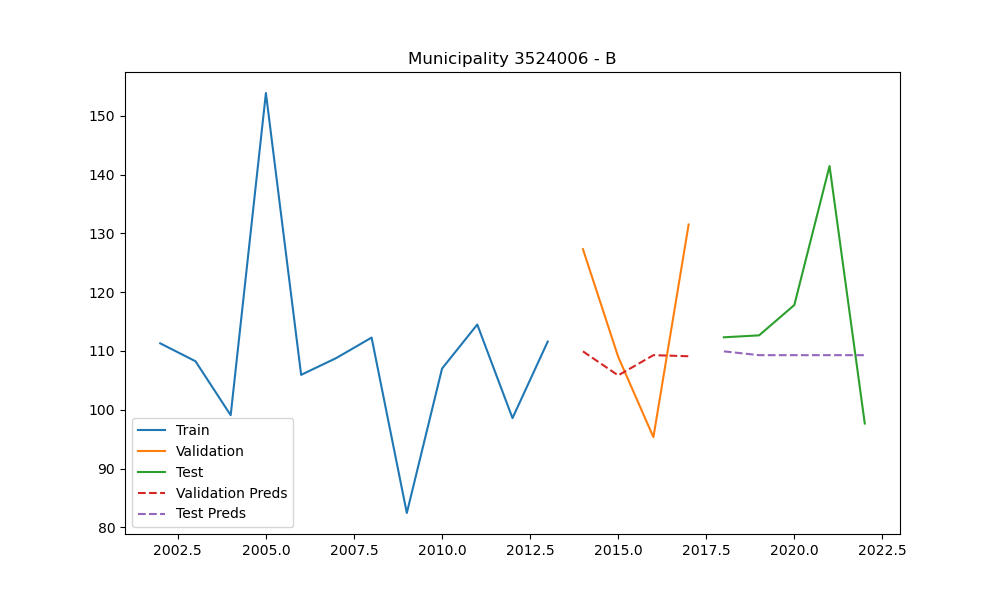 Municipality 3524006 - B
150
140
130
120
110
100
90
80
Train
Validation
Test
Validation Preds
Test Preds
2002.5 2005.0 2007.5 2010.0 2012.5 2015.0 2017.5 2020.0 2022.5